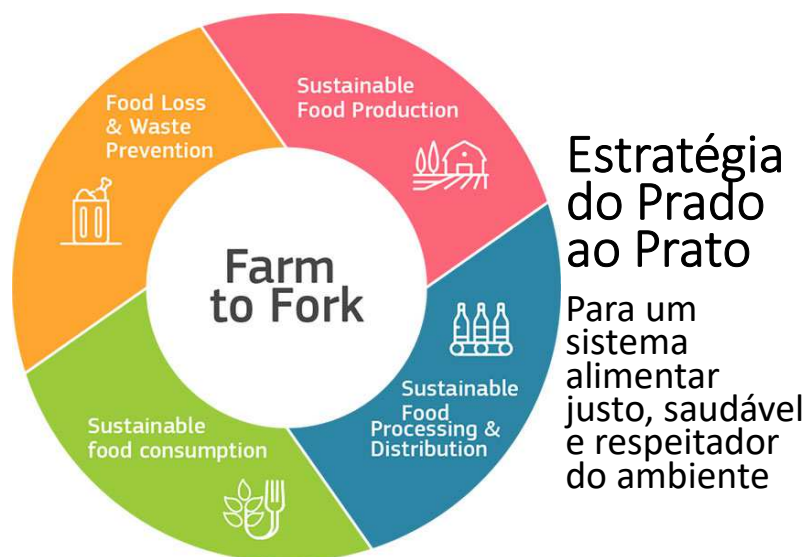 Food Loss
& Waste
Prevention
Sustainable
Food Production
Farm
to Fork
Sustainable
Food
Processing &
Distribution
Sustainable
food consumption
Estratégia
do Prado
ao Prato
Para um
sistema
alimentar
justo, saudável
e respeitador
do ambiente